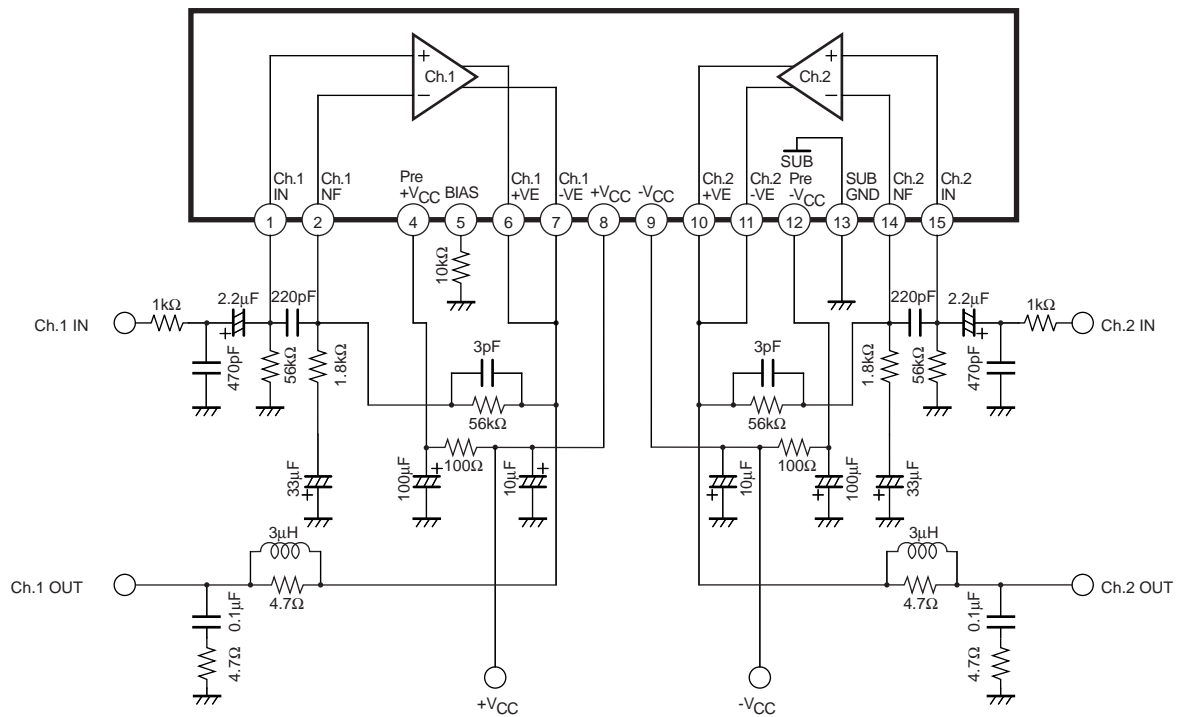 +
Ch.1
−
+
Ch.2
−
SUB
Ch.1
IN
Ch.1
NF
Pre
+VCC
BIAS
Ch.1
+VE
Ch.1
-VE
+VCC
-VCC
Ch.2
+VE
Ch.2
-VE
Pre
-VCC
SUB
GND
Ch.2
NF
Ch.2
IN
1
2
4
5
6
7
8
9
10
11
12
13
14
15
10kΩ
Ch.1 IN
1kΩ
2.2μF
+
220pF
470pF
56kΩ
1.8kΩ
3pF
56kΩ
3pF
56kΩ
220pF
2.2μF
+
1kΩ
Ch.2 IN
1.8kΩ
56kΩ
470pF
33μF
+
100μF
+
100Ω
10μF
+
10μF
+
100Ω
100μF
+
33μF
+
Ch.1 OUT
3μH
4.7Ω
0.1μF
4.7Ω
3μH
4.7Ω
Ch.2 OUT
0.1μF
4.7Ω
+VCC
-VCC